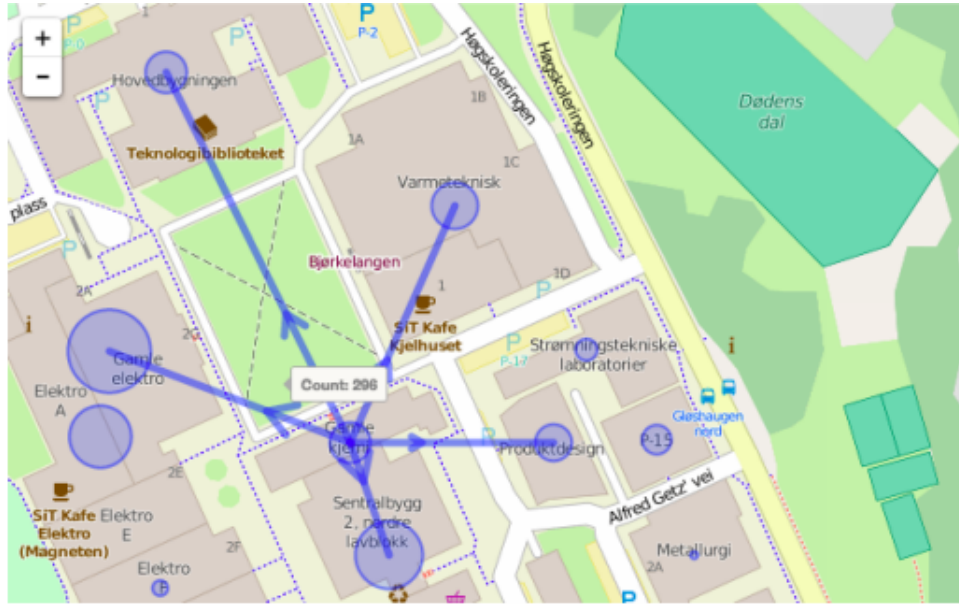 +
−
P
P-0
1
P
Hovedbygningen
P
P
P-2
Høgskoleringen
Høgskoleringen
Dødens
dal
Teknologibiblioteket
1A
1B
1C
Varmeteknisk
plass
P
Bjørkelangen
1D
1
P
SiT Kafe
Kjelhuset
P
P-17
Strømningstekniske
laboratorier
i
i
2A
2C
Gamle
elektro
Elektro
A
Count: 296
Gamle
kjemi
P
Produktdesign
P-15
Gløshaugen
nord
2E
Alfred Getz' vei
SiT Kafe
Elektro
(Magneten)
Elektro
E
Sentralbygg
2, nordre
lavblokk
2F
Elektro
Metallurgi
2A
P